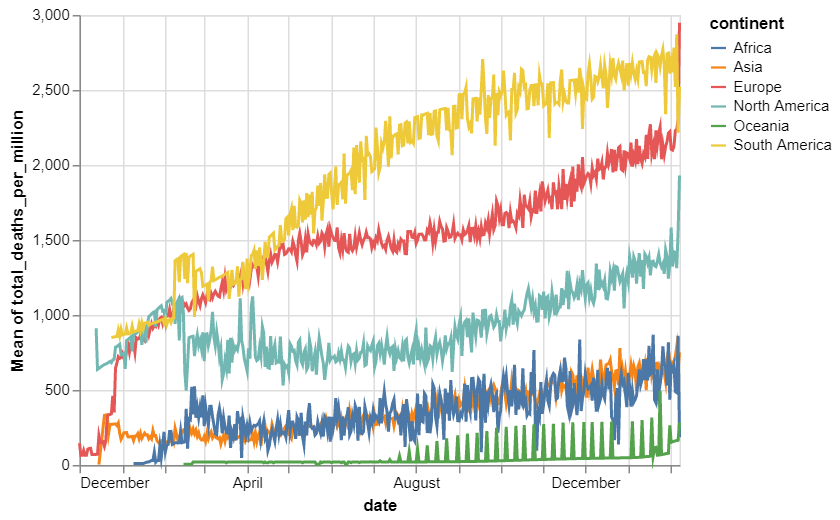 3,000
2,500
2,000
1,500
1,000
500
0
Mean of total_deaths_per_million
December
April
August
December
date
continent
Africa
Asia
Europe
North America
Oceania
South America